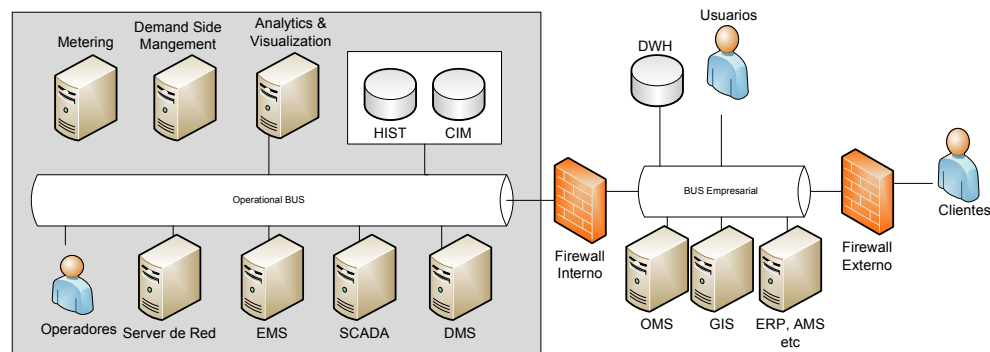 Metering
Demand Side
Mangement
Analytics &
Visualization
HIST
CIM
DWH
Usuarios
Operational BUS
BUS Empresarial
Firewall
Interno
Firewall
Externo
Clientes
Operadores
Server de Red
EMS
SCADA
DMS
OMS
GIS
ERP, AMS
etc